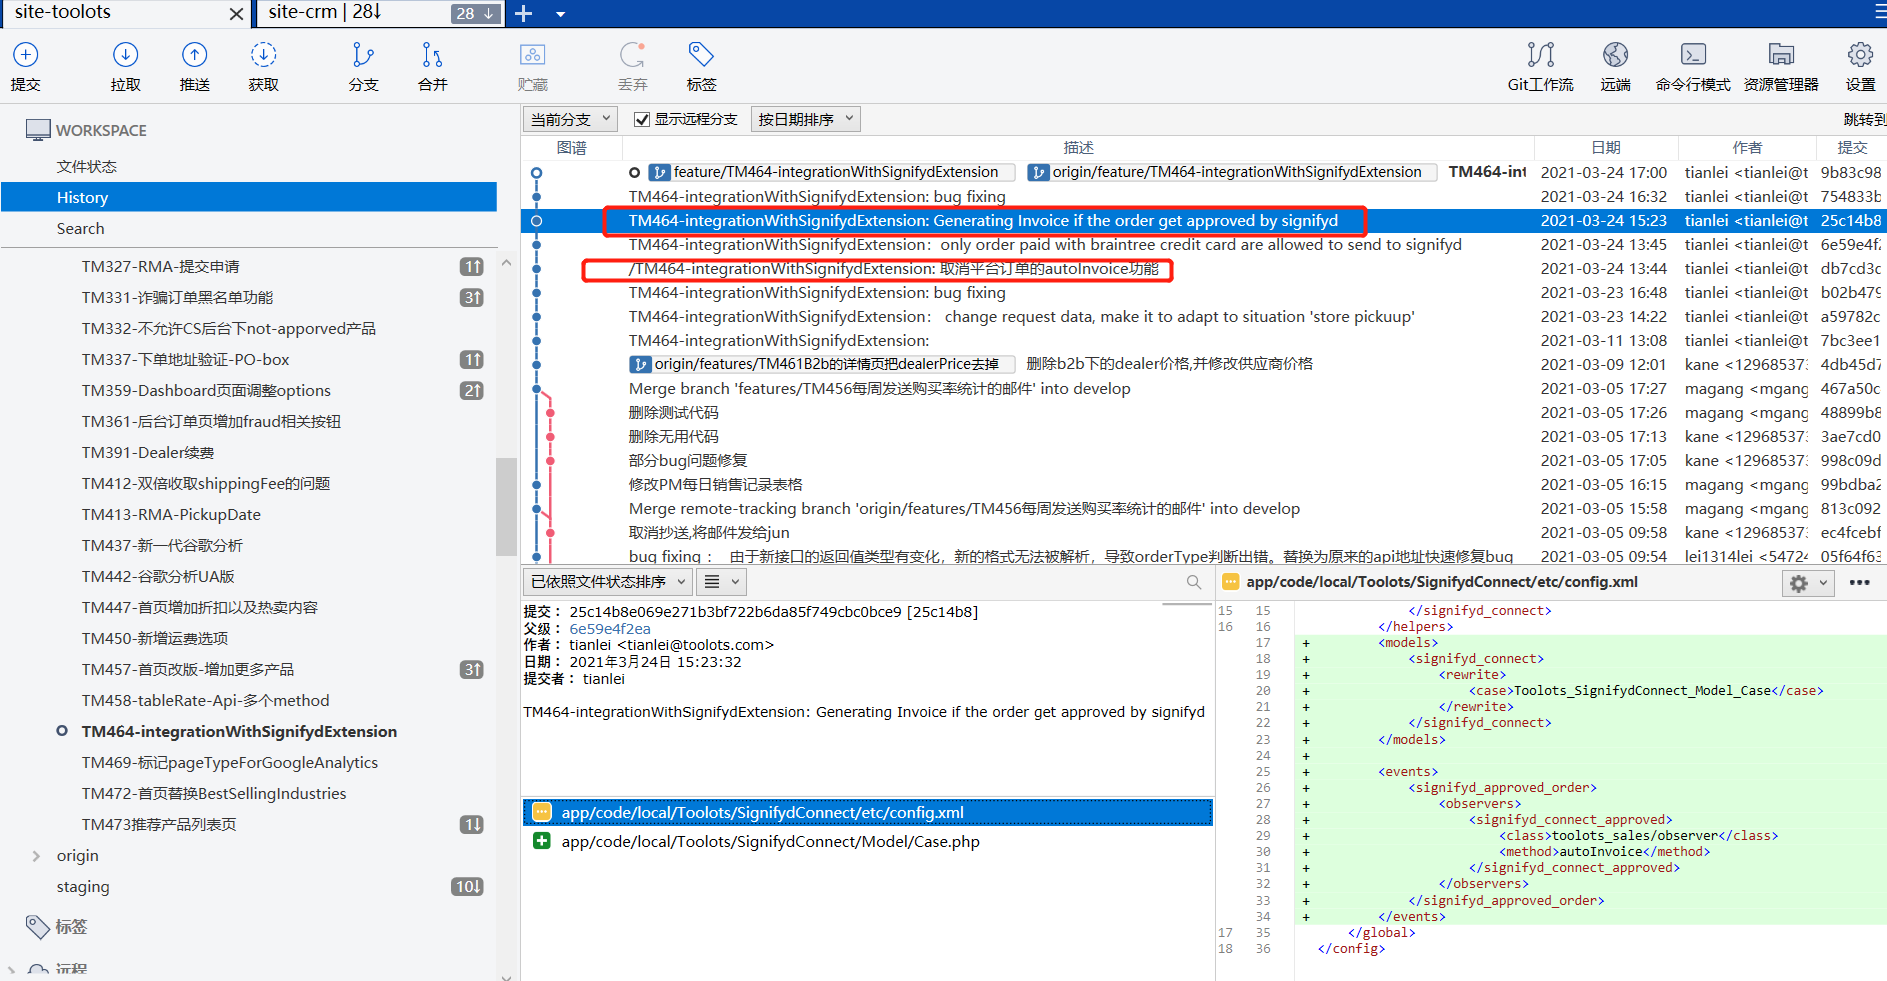 site-toolots
site-crm | 28↓ 28 ↓
提交 拉取 推送 获取 分支 合并 贮藏 丢弃 标签 Git工作流 远端 命令行模式 资源管理器 设置
WORKSPACE
文件状态
History
Search
TM327-RMA-提交申请 1↑
TM331-诈骗订单黑名单功能 3↑
TM332-不允许CS后台下not-apporved产品
TM337-下单地址验证-PO-box 1↑
TM359-Dashboard页面调整options 2↑
TM361-后台订单页增加fraud相关按钮
TM391-Dealer续费
TM412-双倍收取shippingFee的问题
TM413-RMA-PickupDate
TM437-新一代谷歌分析
TM442-谷歌分析UA版
TM447-首页增加折扣以及热卖内容
TM450-新增运费选项
TM457-首页改版-增加更多产品 3↑
TM458-tableRate-Api-多个method
TM464-integrationWithSignifydExtension
TM469-标记pageTypeForGoogleAnalytics
TM472-首页替换BestSellingIndustries
TM473推荐产品列表页 1↓
origin
staging 10↓
标签
远程
当前分支 显示远程分支 按日期排序 跳转到
图谱 描述 日期 作者 提交
feature/TM464-integrationWithSignifydExtension origin/feature/TM464-integrationWithSignifydExtension TM464-int 2021-03-24 17:00 tianlei <tianlei@t 9b83c98
TM464-integrationWithSignifydExtension: bug fixing 2021-03-24 16:32 tianlei <tianlei@t 754833b
TM464-integrationWithSignifydExtension: Generating Invoice if the order get approved by signifyd 2021-03-24 15:23 tianlei <tianlei@t 25c14b8
TM464-integrationWithSignifydExtension：only order paid with braintree credit card are allowed to send to signifyd 2021-03-24 13:45 tianlei <tianlei@t 6e59e4f2
/TM464-integrationWithSignifydExtension: 取消平台订单的autoInvoice功能 2021-03-24 13:44 tianlei <tianlei@t db7cd3d
TM464-integrationWithSignifydExtension: bug fixing 2021-03-23 16:48 tianlei <tianlei@t b02b479
TM464-integrationWithSignifydExtension： change request data, make it to adapt to situation 'store pickuup' 2021-03-23 14:22 tianlei <tianlei@t a59782c
TM464-integrationWithSignifydExtension: 2021-03-11 13:08 tianlei <tianlei@t 7bc3ee1
origin/features/TM461B2b的详情页把dealerPrice去掉 删除b2b下的dealer价格,并修改供应商价格 2021-03-09 12:01 kane <129685373 4db45d7
Merge branch 'features/TM456每周发送购买率统计的邮件' into develop 2021-03-05 17:27 magang <mgang 467a50c
删除测试代码 2021-03-05 17:26 magang <mgang 48899b8
删除无用代码 2021-03-05 17:13 kane <129685373 3ae7cd0
部分bug问题修复 2021-03-05 17:05 kane <129685373 998c09d
修改PM每日销售记录表格 2021-03-05 16:15 magang <mgang 99bdba2
Merge remote-tracking branch 'origin/features/TM456每周发送购买率统计的邮件' into develop 2021-03-05 15:58 magang <mgang 813c092
取消抄送,将邮件发给jun 2021-03-05 09:58 kane <129685373 ec4fcebf
bug fixing： 由于新接口的返回值类型有变化，新的格式无法被解析，导致orderType判断出错。替换为原来的api地址快速修复bug 2021-03-05 09:54 lei1314lei <54724 05f64f63
已依照文件状态排序
提交： 25c14b8e069e271b3bf722b6da85f749cbc0bce9 [25c14b8]
父级： 6e59e4f2ea
作者： tianlei <tianlei@toolots.com>
日期： 2021年3月24日 15:23:32
提交者： tianlei
TM464-integrationWithSignifydExtension: Generating Invoice if the order get approved by signifyd
app/code/local/Toolots/SignifydConnect/etc/config.xml
app/code/local/Toolots/SignifydConnect/Model/Case.php
app/code/local/Toolots/SignifydConnect/etc/config.xml
15 15 </signifyd_connect>
16 16 </helpers>
17 + <models>
18 + <signifyd_connect>
19 + <rewrite>
20 + <case>Toolots_SignifydConnect_Model_Case</case>
21 + </rewrite>
22 + </signifyd_connect>
23 + </models>
24 +
25 + <events>
26 + <signifyd_approved_order>
27 + <observers>
28 + <signifyd_connect_approved>
29 + <class>toolots_sales/observer</class>
30 + <method>autoInvoice</method>
31 + </signifyd_connect_approved>
32 + </observers>
33 + </signifyd_approved_order>
34 + </events>
17 35 </global>
18 36 </config>